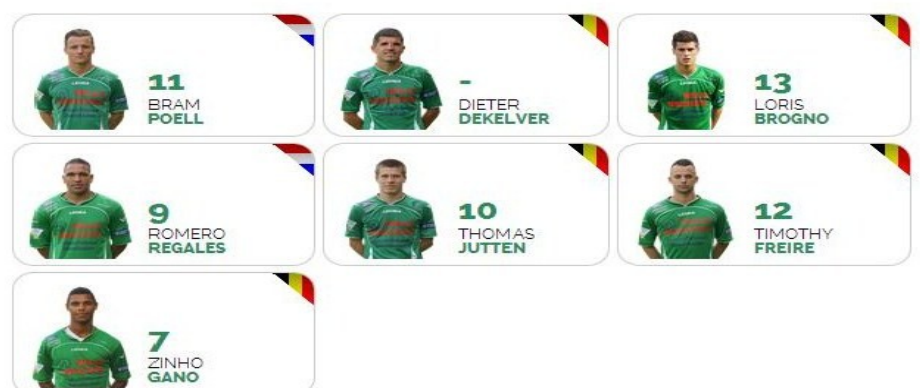 11
BRAM
POELL
-
DIETER
DEKELVER
13
LORIS
BROGNO
9
ROMERO
REGALES
10
THOMAS
JUTTEN
12
TIMOTHY
FREIRE
7
ZINHO
GANO